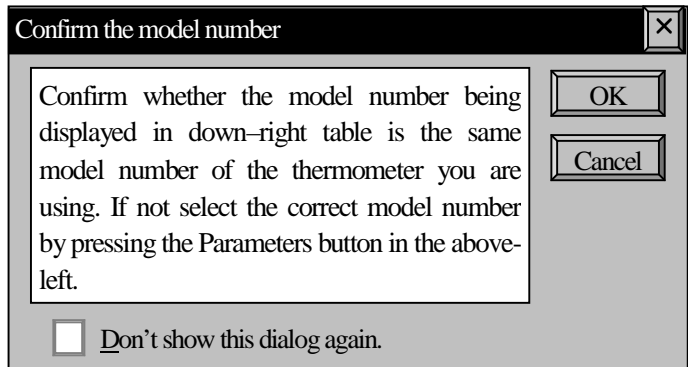 Confirm the model number
Confirm whether the model number being
displayed in down–right table is the same
model number of the thermometer you are
using. If not select the correct model number
by pressing the Parameters button in the above-
left.
OK
Cancel
Don't show this dialog again.